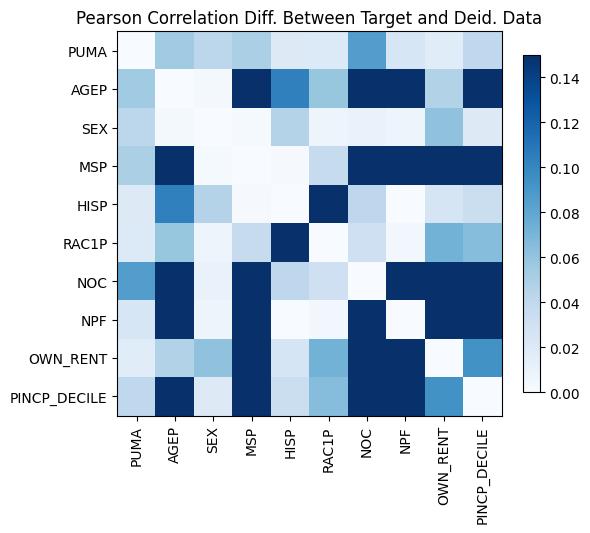 Pearson Correlation Diff. Between Target and Deid. Data
PUMA
AGEP
SEX
MSP
HISP
RAC1P
NOC
NPF
OWN_RENT
PINCP_DECILE
PUMA
AGEP
SEX
MSP
HISP
RAC1P
NOC
NPF
OWN_RENT
PINCP_DECILE
0.14
0.12
0.10
0.08
0.06
0.04
0.02
0.00